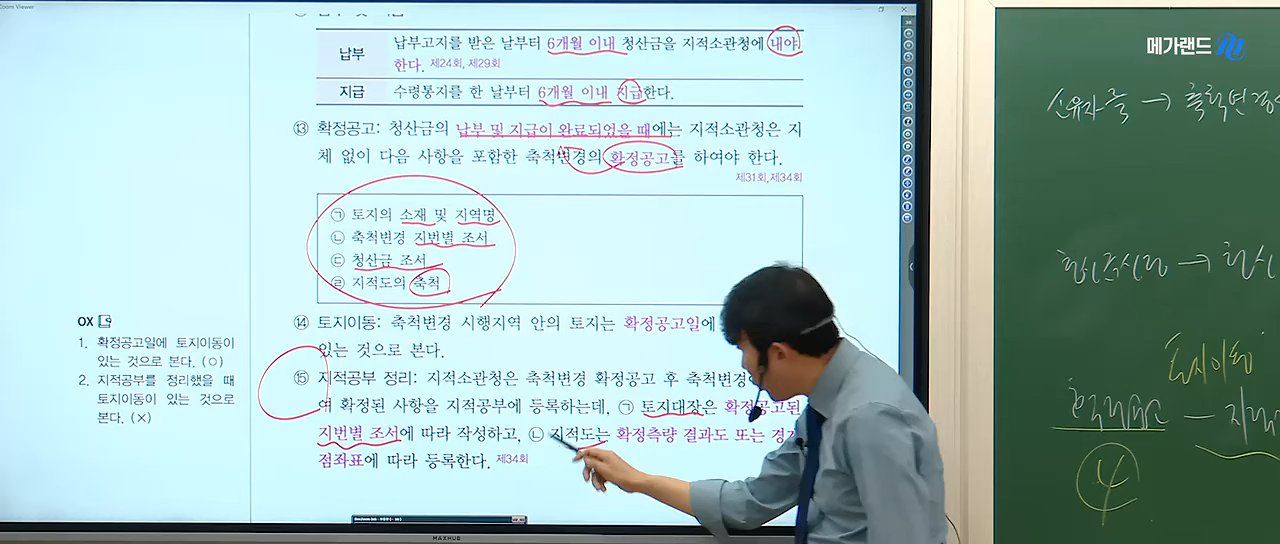 Zoom Viewer
납부
납부고지를 받은 날부터 6개월 이내 청산금을 지적소관청에 내야
한다. 제24회, 제29회
지급
수령통지를 한 날부터 6개월 이내 지급한다.
⑬ 확정공고: 청산금의 납부 및 지급이 완료되었을 때에는 지적소관청은 지
체 없이 다음 사항을 포함한 축척변경의 확정공고를 하여야 한다.
제31회, 제34회
㉠ 토지의 소재 및 지역명
㉡ 축척변경 지번별 조서
㉢ 청산금 조서
㉣ 지적도의 축척
⑭ 토지이동: 축척변경 시행지역 안의 토지는 확정공고일에
있는 것으로 본다.
⑮ 지적공부 정리: 지적소관청은 축척변경 확정공고 후 축척변경
여 확정된 사항을 지적공부에 등록하는데, ㉠ 토지대장은 확정공고된
지번별 조서에 따라 작성하고, ㉡ 지적도는 확정측량 결과도 또는 경계
점좌표에 따라 등록한다. 제34회
OX
1. 확정공고일에 토지이동이
있는 것으로 본다. (○)
2. 지적공부를 정리했을 때
토지이동이 있는 것으로
본다. (×)
MAXHUB
메가랜드
소유자 들 → 축척변경
→ 청산
토지이동
④